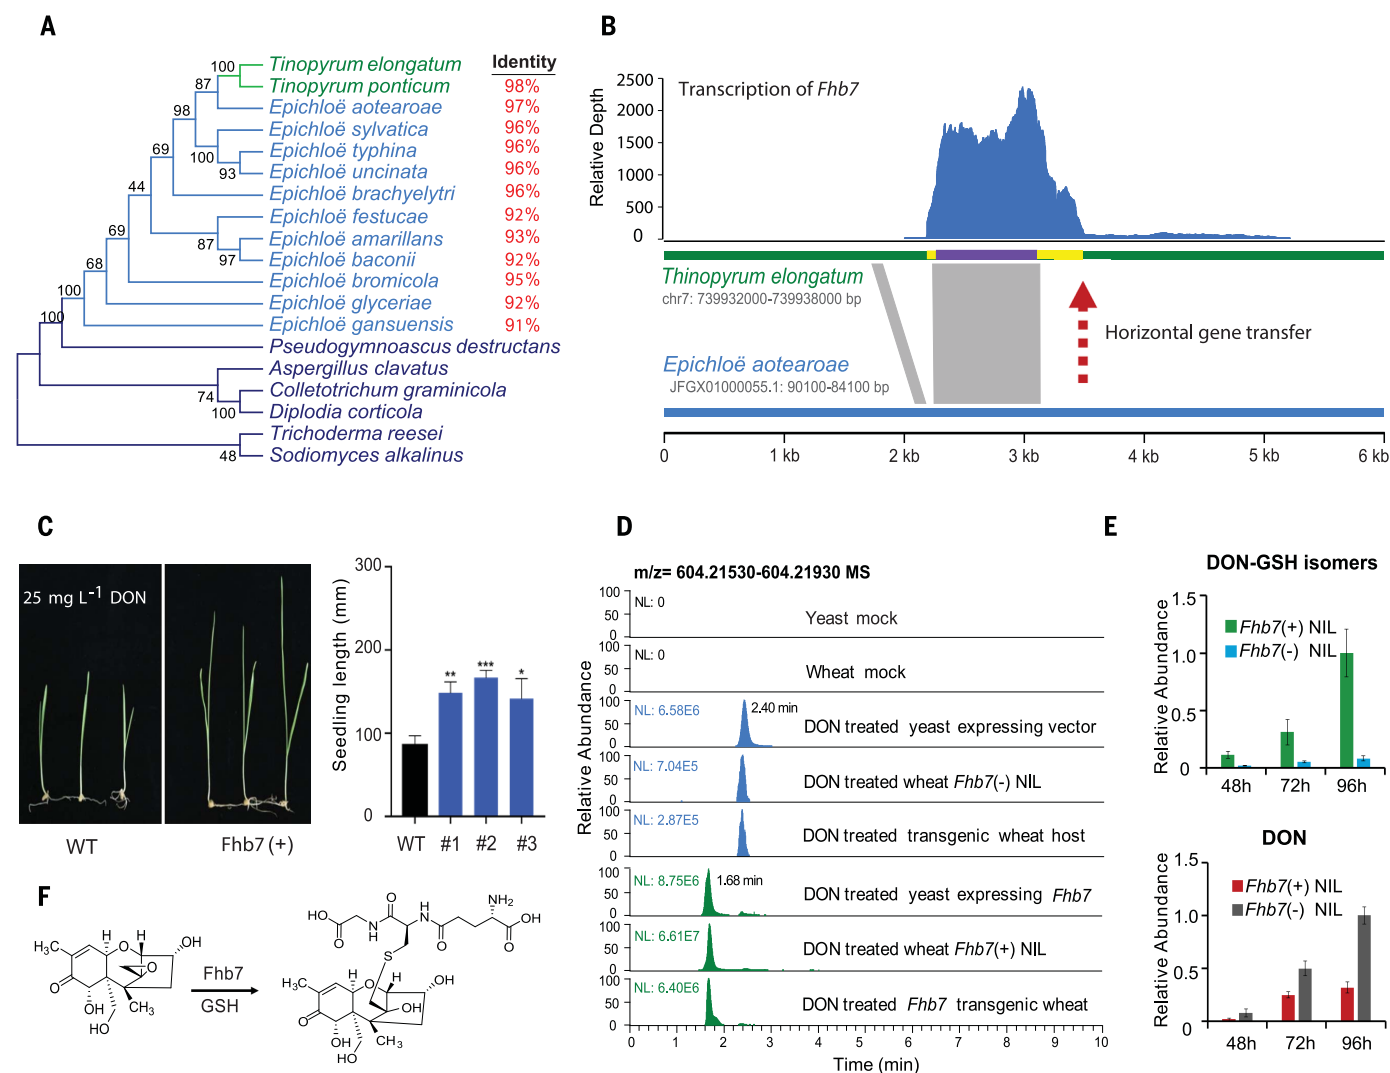 A
Identity
100
Tinopyrum elongatum
Tinopyrum ponticum 98%
87
Epichloë aotearoae 97%
98
Epichloë sylvatica 96%
100
Epichloë typhina 96%
93
Epichloë uncinata 96%
69
Epichloë brachyelytri 96%
44
Epichloë festucae 92%
87
Epichloë amarillans 93%
97
Epichloë baconii 92%
69
Epichloë bromicola 95%
68
Epichloë glyceriae 92%
100
Epichloë gansuensis 91%
100
Pseudogymnoascus destructans
Aspergillus clavatus
74
Colletotrichum graminicola
100
Diplodia corticola
Trichoderma reesei
48
Sodiomyces alkalinus
B
Transcription of Fhb7
Relative Depth
2500
2000
1500
1000
500
0
Thinopyrum elongatum
chr7: 739932000-739938000 bp
Horizontal gene transfer
Epichloë aotearoae
JFGX01000055.1: 90100-84100 bp
0 1 kb 2 kb 3 kb 4 kb 5 kb 6 kb
C
25 mg L-1 DON
WT
Fhb7 (+)
Seedling length (mm)
300
200
100
0
** *** *
WT #1 #2 #3
D
m/z= 604.21530-604.21930 MS
Relative Abundance
100
50
0
NL: 0
Yeast mock
100
50
0
NL: 0
Wheat mock
100
50
0
NL: 6.58E6
2.40 min
DON treated yeast expressing vector
100
50
0
NL: 7.04E5
DON treated wheat Fhb7(-) NIL
100
50
0
NL: 2.87E5
DON treated transgenic wheat host
100
50
0
NL: 8.75E6
1.68 min
DON treated yeast expressing Fhb7
100
50
0
NL: 6.61E7
DON treated wheat Fhb7(+) NIL
100
50
0
NL: 6.40E6
DON treated Fhb7 transgenic wheat
0 1 2 3 4 5 6 7 8 9 10
Time (min)
E
DON-GSH isomers
Relative Abundance
1.5
1.0
0.5
0
Fhb7(+) NIL
Fhb7(-) NIL
48h 72h 96h
DON
Relative Abundance
1.5
1.0
0.5
0
Fhb7(+) NIL
Fhb7(-) NIL
48h 72h 96h
F
H3C
H
O
H
OH
O
O
OH
CH3
HO
Fhb7
GSH
HO
O
N
H
O
H
N
O
NH2
OH
O
S
H3C
H
O
H
OH
O
OH
OH
CH3
HO